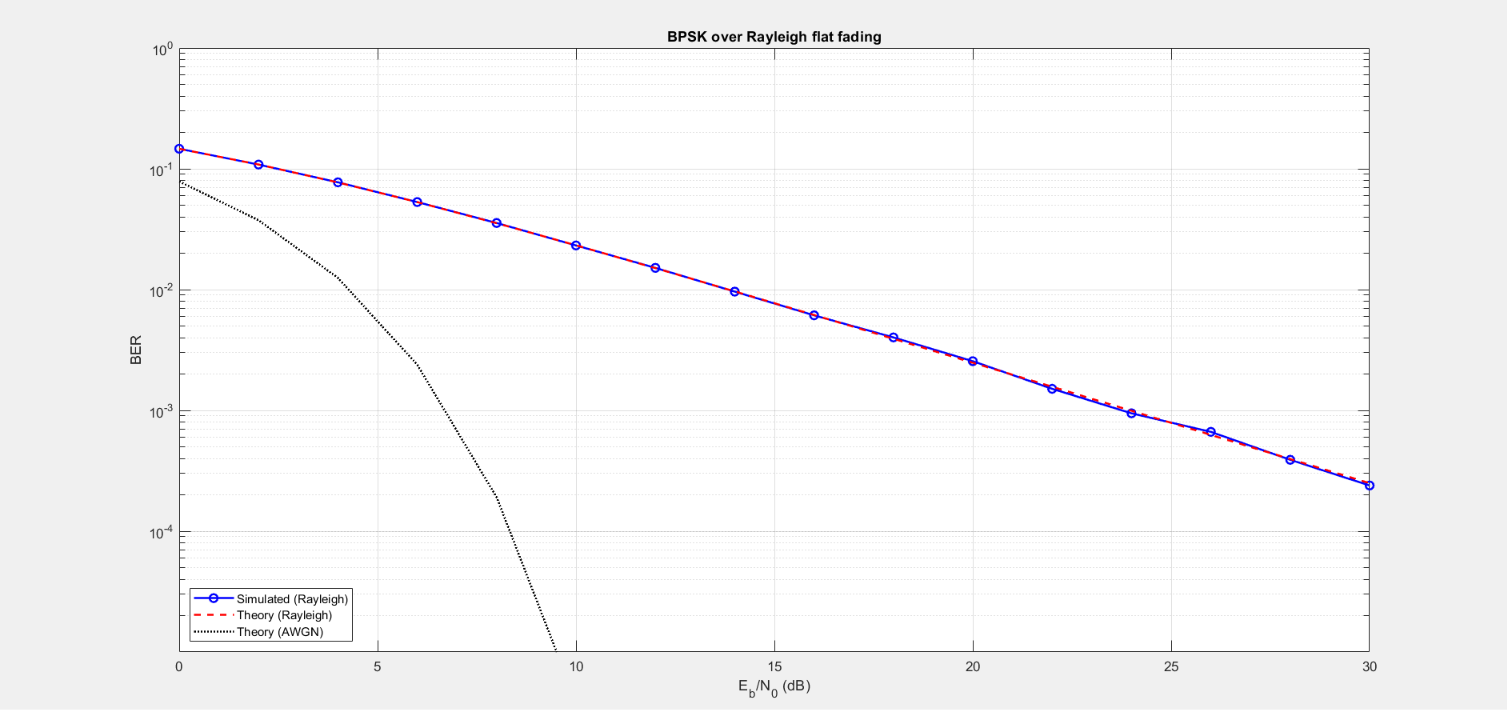 BPSK over Rayleigh flat fading
10^0
10^-1
10^-2
10^-3
10^-4
BER
Simulated (Rayleigh)
Theory (Rayleigh)
Theory (AWGN)
0 5 10 15 20 25 30
E_b/N_0 (dB)